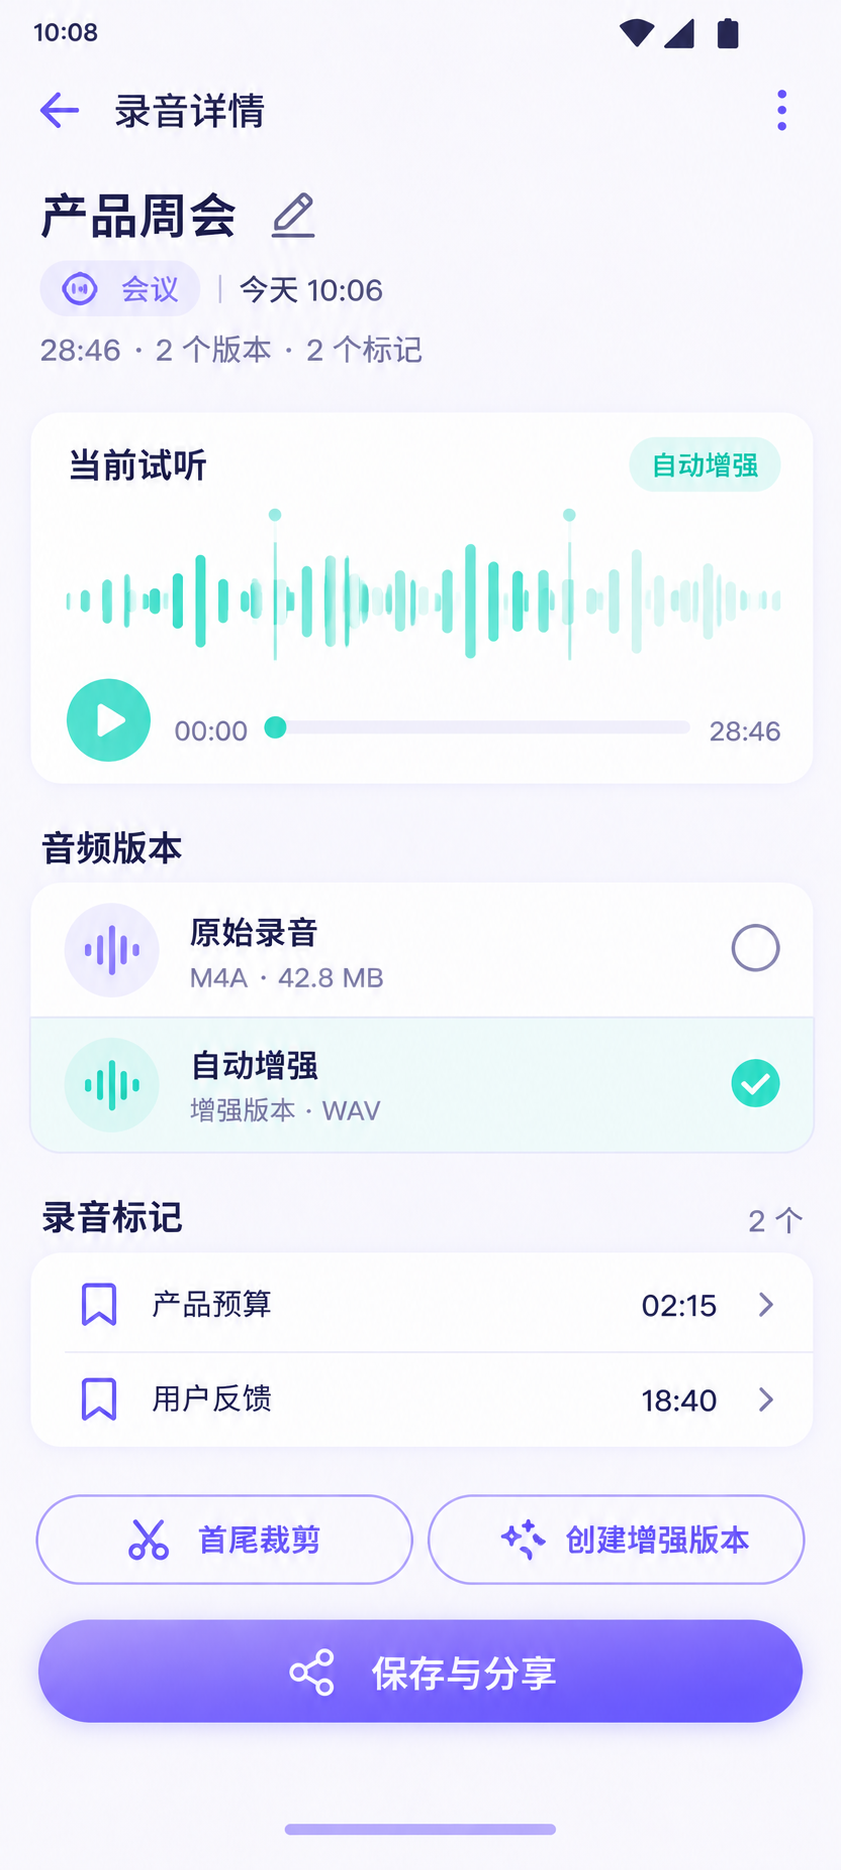 10:08
录音详情
产品周会
会议 | 今天 10:06
28:46 · 2 个版本 · 2 个标记
当前试听
自动增强
00:00
28:46
音频版本
原始录音
M4A · 42.8 MB
自动增强
增强版本 · WAV
录音标记
2 个
产品预算
02:15
用户反馈
18:40
首尾裁剪
创建增强版本
保存与分享